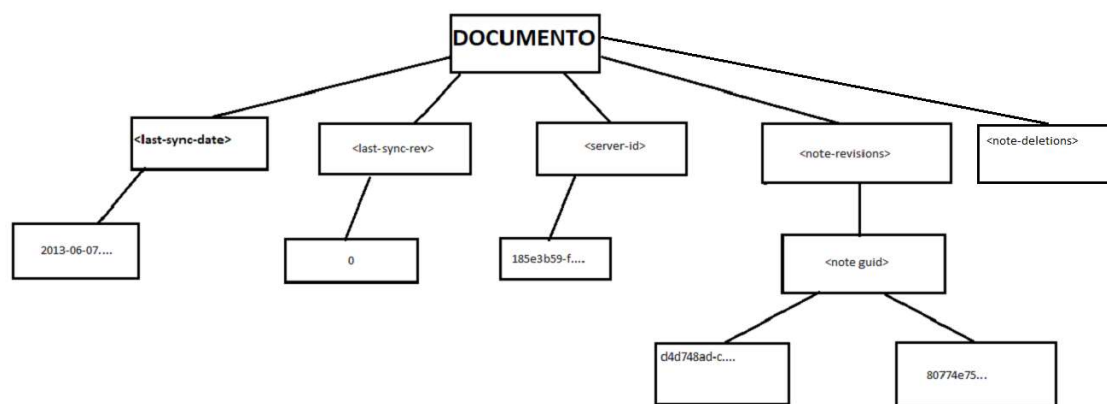 DOCUMENTO
<last-sync-date>
<last-sync-rev>
<server-id>
<note-revisions>
<note-deletions>
2013-06-07....
0
185e3b59-f....
<note guid>
d4d748ad-c....
80774e75...